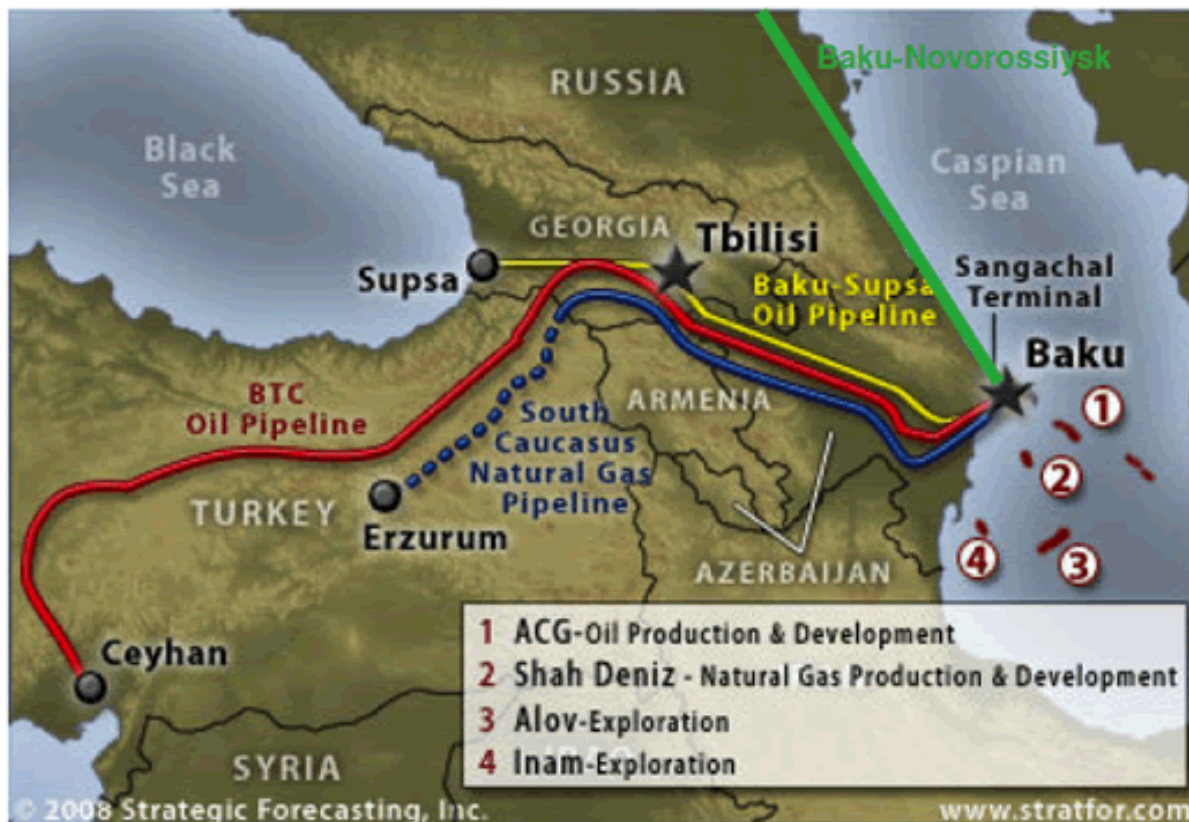 Baku-Novorossiysk
RUSSIA
Black
Sea
Caspian
Sea
GEORGIA
Tbilisi
Supsa
Sangachal
Terminal
Baku-Supsa
Oil Pipeline
Baku
BTC
Oil Pipeline
ARMENIA
1
South
Caucasus
Natural Gas
Pipeline
2
TURKEY
Erzurum
4
3
AZERBAIJAN
Ceyhan
1 ACG-Oil Production & Development
2 Shah Deniz - Natural Gas Production & Development
3 Alov-Exploration
4 Inam-Exploration
SYRIA
© 2008 Strategic Forecasting, Inc.
www.stratfor.com